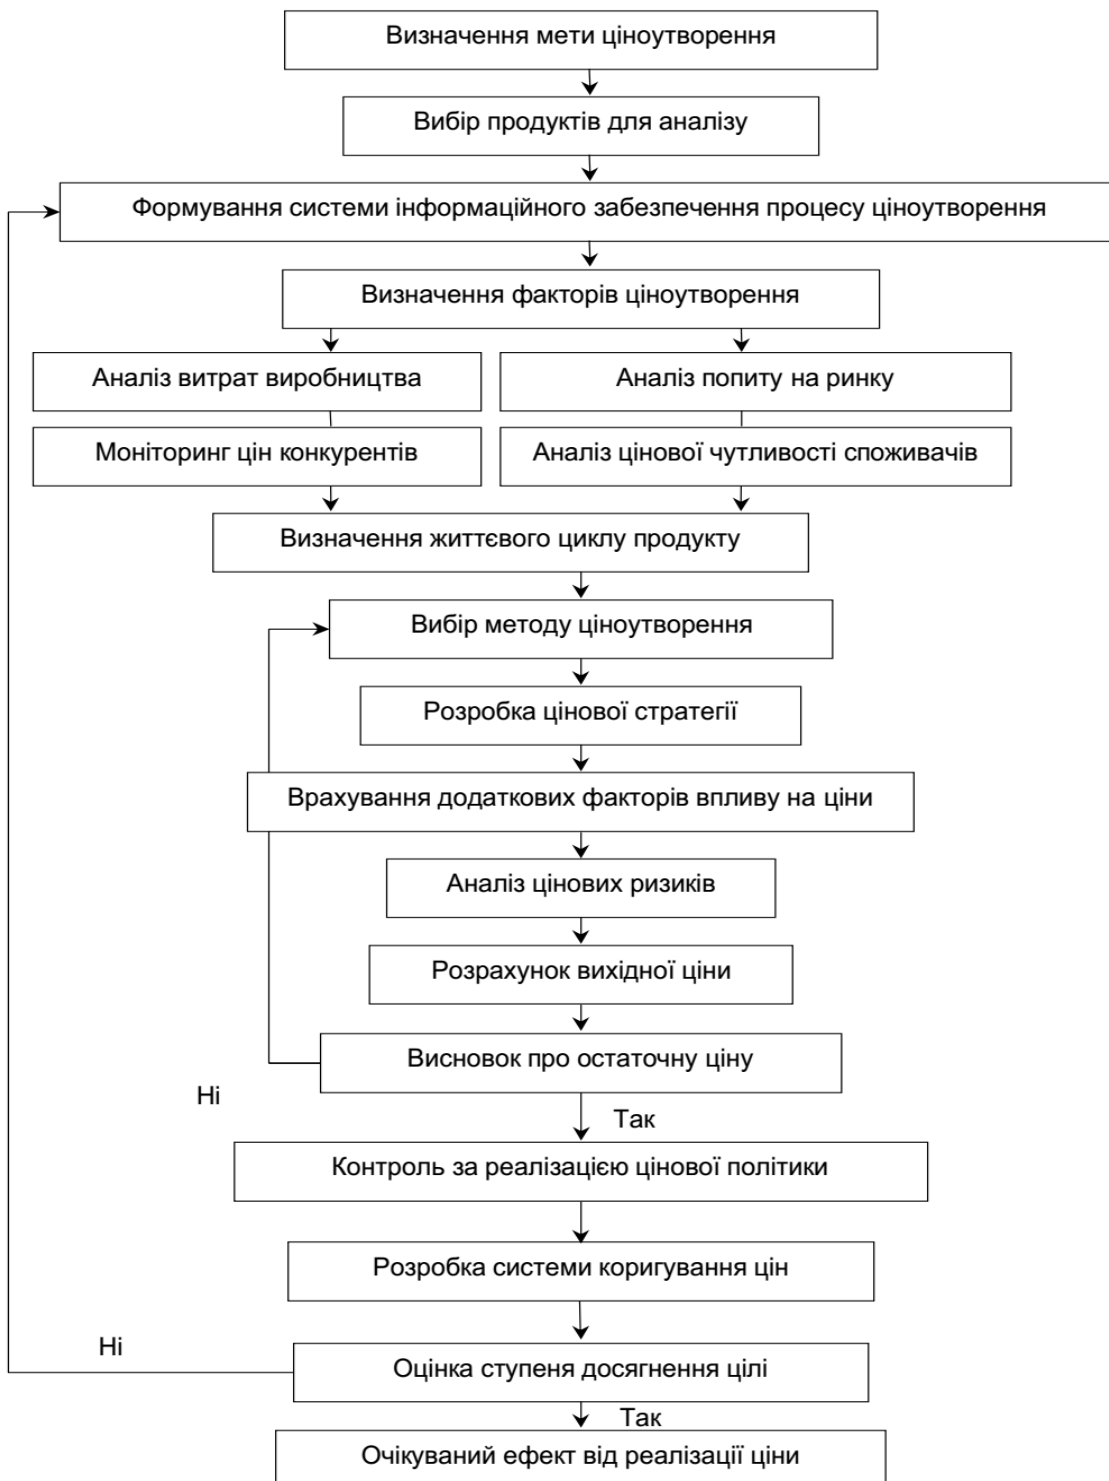 Визначення мети ціноутворення
Вибір продуктів для аналізу
Формування системи інформаційного забезпечення процесу ціноутворення
Визначення факторів ціноутворення
Аналіз витрат виробництва
Аналіз попиту на ринку
Моніторинг цін конкурентів
Аналіз цінової чутливості споживачів
Визначення життєвого циклу продукту
Вибір методу ціноутворення
Розробка цінової стратегії
Врахування додаткових факторів впливу на ціни
Аналіз цінових ризиків
Розрахунок вихідної ціни
Висновок про остаточну ціну
Ні
Так
Контроль за реалізацією цінової політики
Розробка системи коригування цін
Ні
Оцінка ступеня досягнення цілі
Так
Очікуваний ефект від реалізації ціни